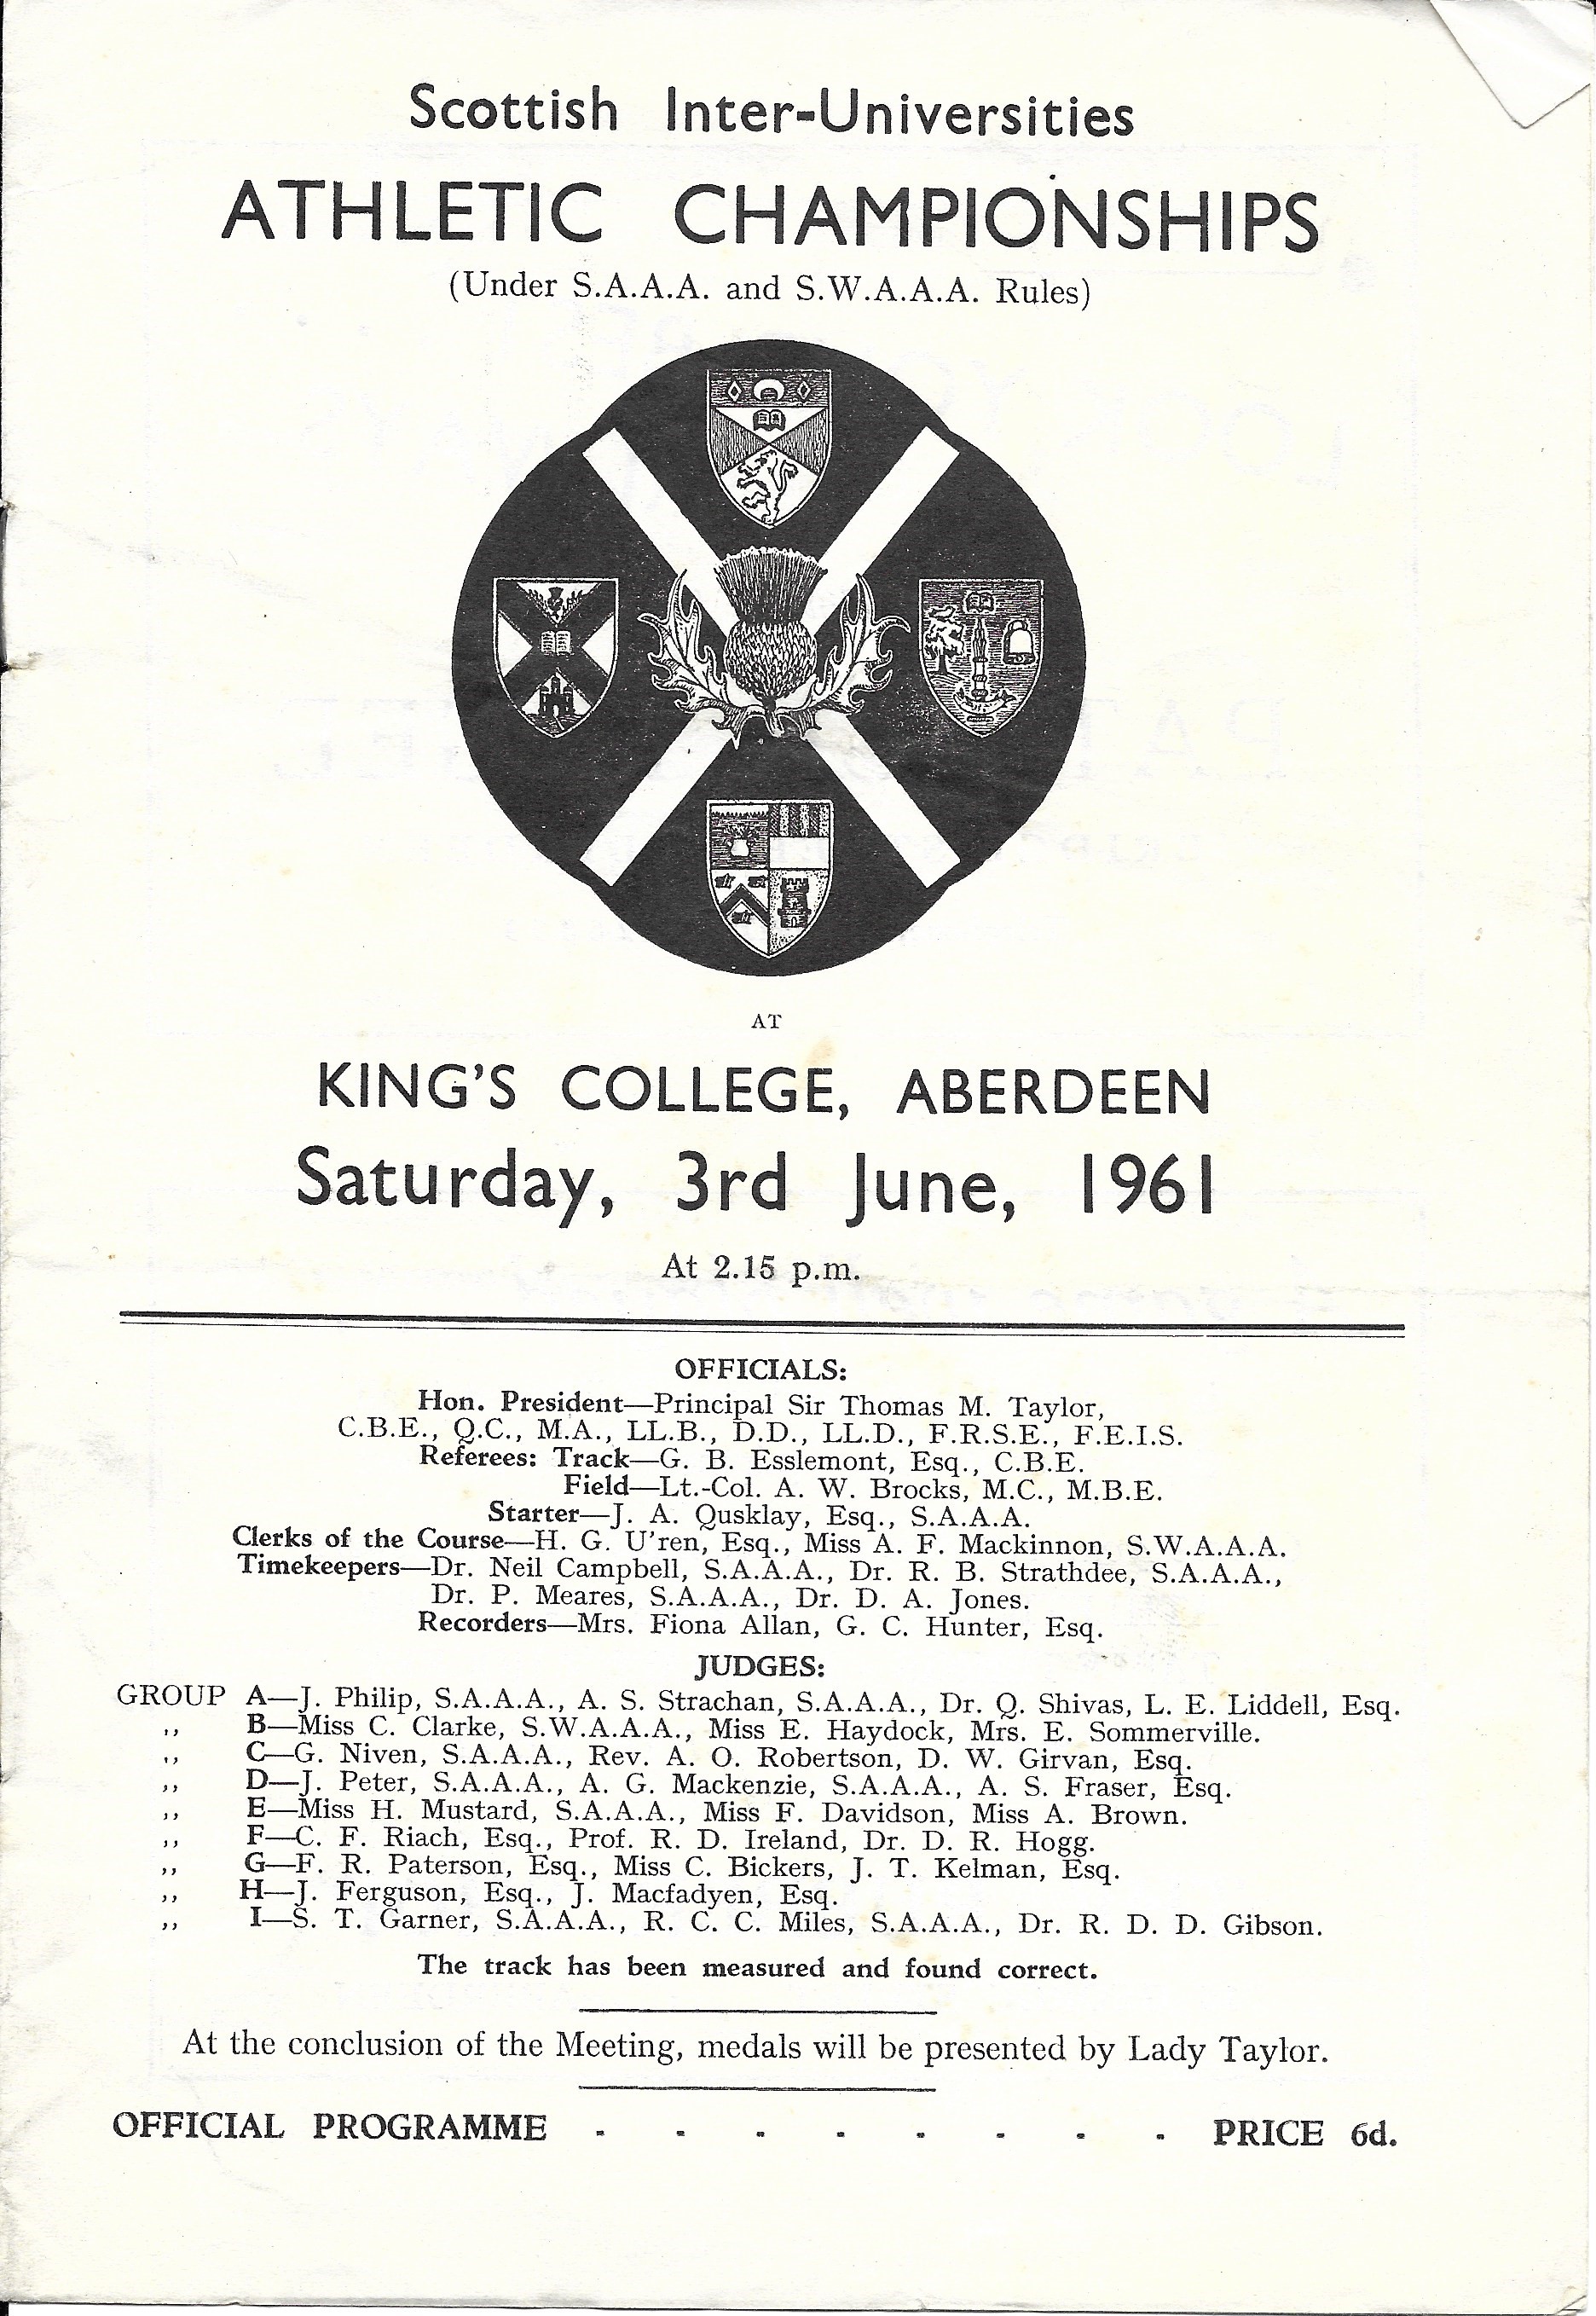 Scottish Inter-Universities
ATHLETIC CHAMPIONSHIPS
(Under S.A.A.A. and S.W.A.A.A. Rules)
AT
KING'S COLLEGE, ABERDEEN
Saturday, 3rd June, 1961
At 2.15 p.m.
OFFICIALS:
Hon. President—Principal Sir Thomas M. Taylor,
C.B.E., Q.C., M.A., LL.B., D.D., LL.D., F.R.S.E., F.E.I.S.
Referees: Track—G. B. Esslemont, Esq., C.B.E.
Field—Lt.-Col. A. W. Brocks, M.C., M.B.E.
Starter—J. A. Qusklay, Esq., S.A.A.A.
Clerks of the Course—H. G. U'ren, Esq., Miss A. F. Mackinnon, S.W.A.A.A.
Timekeepers—Dr. Neil Campbell, S.A.A.A., Dr. R. B. Strathdee, S.A.A.A.,
Dr. P. Meares, S.A.A.A., Dr. D. A. Jones.
Recorders—Mrs. Fiona Allan, G. C. Hunter, Esq.
JUDGES:
GROUP A—J. Philip, S.A.A.A., A. S. Strachan, S.A.A.A., Dr. Q. Shivas, L. E. Liddell, Esq.
,, B—Miss C. Clarke, S.W.A.A.A., Miss E. Haydock, Mrs. E. Sommerville.
,, C—G. Niven, S.A.A.A., Rev. A. O. Robertson, D. W. Girvan, Esq.
,, D—J. Peter, S.A.A.A., A. G. Mackenzie, S.A.A.A., A. S. Fraser, Esq.
,, E—Miss H. Mustard, S.A.A.A., Miss F. Davidson, Miss A. Brown.
,, F—C. F. Riach, Esq., Prof. R. D. Ireland, Dr. D. R. Hogg.
,, G—F. R. Paterson, Esq., Miss C. Bickers, J. T. Kelman, Esq.
,, H—J. Ferguson, Esq., J. Macfadyen, Esq.
,, I—S. T. Garner, S.A.A.A., R. C. C. Miles, S.A.A.A., Dr. R. D. D. Gibson.
The track has been measured and found correct.
At the conclusion of the Meeting, medals will be presented by Lady Taylor.
OFFICIAL PROGRAMME - - - - - - - - PRICE 6d.